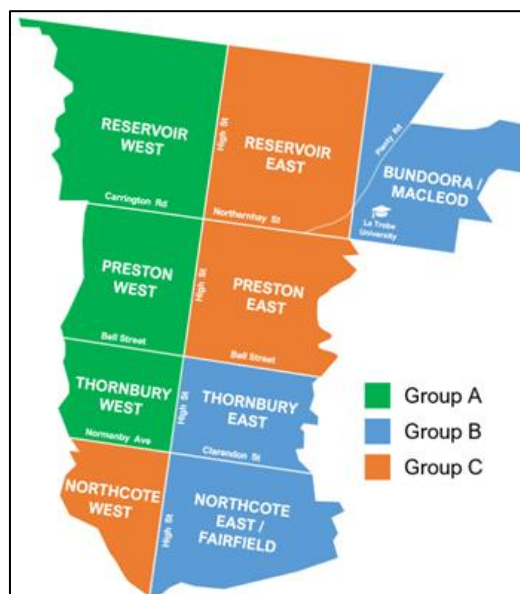 RESERVOIR
WEST
High St
RESERVOIR
EAST
Plenty Rd
BUNDOORA /
MACLEOD
La Trobe
University
Carrington Rd
Northernhay St
PRESTON
WEST
High St
PRESTON
EAST
Bell Street
Bell Street
THORNBURY
WEST
High St
THORNBURY
EAST
Normanby Ave
Clarendon St
NORTHCOTE
WEST
High St
NORTHCOTE
EAST /
FAIRFIELD
Group A
Group B
Group C